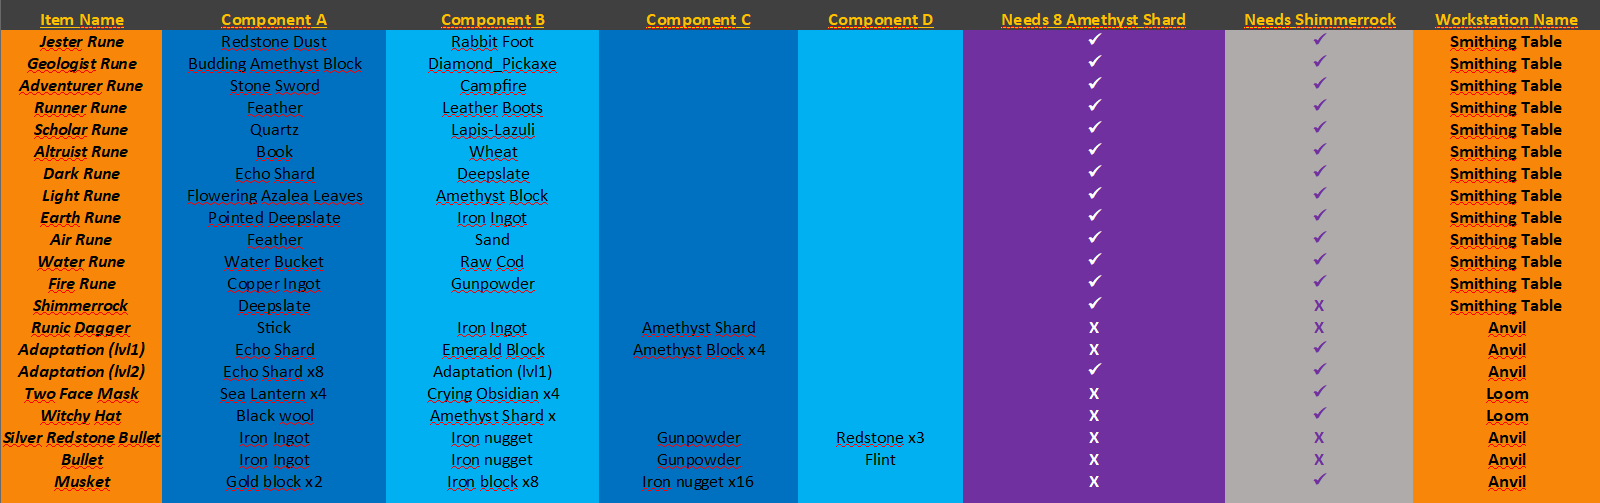 Item Name Component A Component B Component C Component D Needs 8 Amethyst Shard Needs Shimmerrock Workstation Name
Jester Rune Redstone Dust Rabbit Foot ✓ ✓ Smithing Table
Geologist Rune Budding Amethyst Block Diamond_Pickaxe ✓ ✓ Smithing Table
Adventurer Rune Stone Sword Campfire ✓ ✓ Smithing Table
Runner Rune Feather Leather Boots ✓ ✓ Smithing Table
Scholar Rune Quartz Lapis-Lazuli ✓ ✓ Smithing Table
Altruist Rune Book Wheat ✓ ✓ Smithing Table
Dark Rune Echo Shard Deepslate ✓ ✓ Smithing Table
Light Rune Flowering Azalea Leaves Amethyst Block ✓ ✓ Smithing Table
Earth Rune Pointed Deepslate Iron Ingot ✓ ✓ Smithing Table
Air Rune Feather Sand ✓ ✓ Smithing Table
Water Rune Water Bucket Raw Cod ✓ ✓ Smithing Table
Fire Rune Copper Ingot Gunpowder ✓ ✓ Smithing Table
Shimmerrock Deepslate ✓ X Smithing Table
Runic Dagger Stick Iron Ingot Amethyst Shard X X Anvil
Adaptation (lvl1) Echo Shard Emerald Block Amethyst Block x4 X ✓ Anvil
Adaptation (lvl2) Echo Shard x8 Adaptation (lvl1) ✓ ✓ Anvil
Two Face Mask Sea Lantern x4 Crying Obsidian x4 X ✓ Loom
Witchy Hat Black wool Amethyst Shard x X ✓ Loom
Silver Redstone Bullet Iron Ingot Iron nugget Gunpowder Redstone x3 X X Anvil
Bullet Iron Ingot Iron nugget Gunpowder Flint X X Anvil
Musket Gold block x2 Iron block x8 Iron nugget x16 X ✓ Anvil